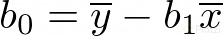 b₀ = y̅ − b₁x̅